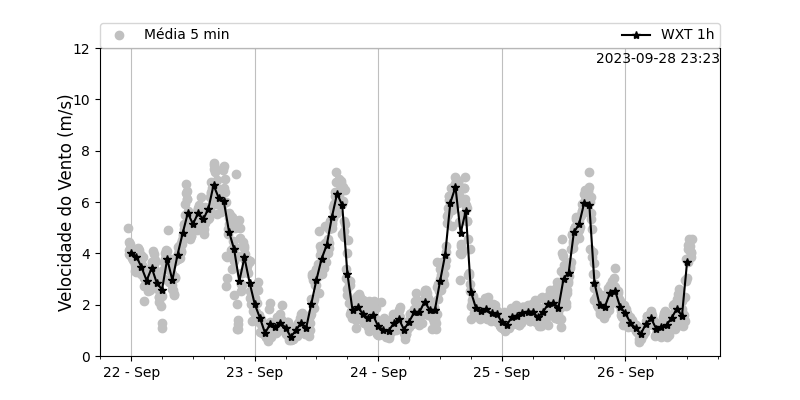 Média 5 min
WXT 1h
2023-09-28 23:23
Velocidade do Vento (m/s)
12
10
8
6
4
2
0
22 - Sep
23 - Sep
24 - Sep
25 - Sep
26 - Sep